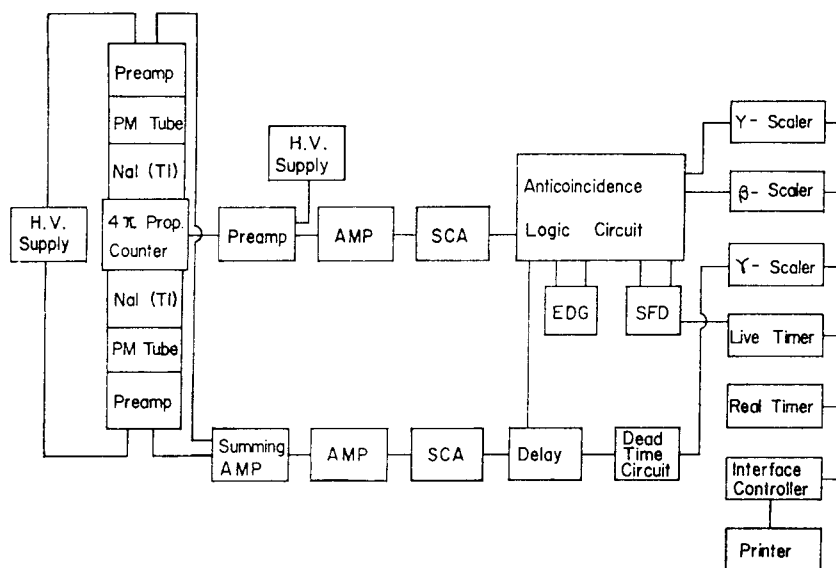 Preamp
PM Tube
NaI (Tl)
4π Prop.
Counter
NaI (Tl)
PM Tube
Preamp
H.V.
Supply
H.V.
Supply
Preamp
AMP
SCA
Anticoincidence
Logic Circuit
EDG
SFD
Summing
AMP
AMP
SCA
Delay
Dead
Time
Circuit
Y- Scaler
β- Scaler
γ- Scaler
Live Timer
Real Timer
Interface
Controller
Printer